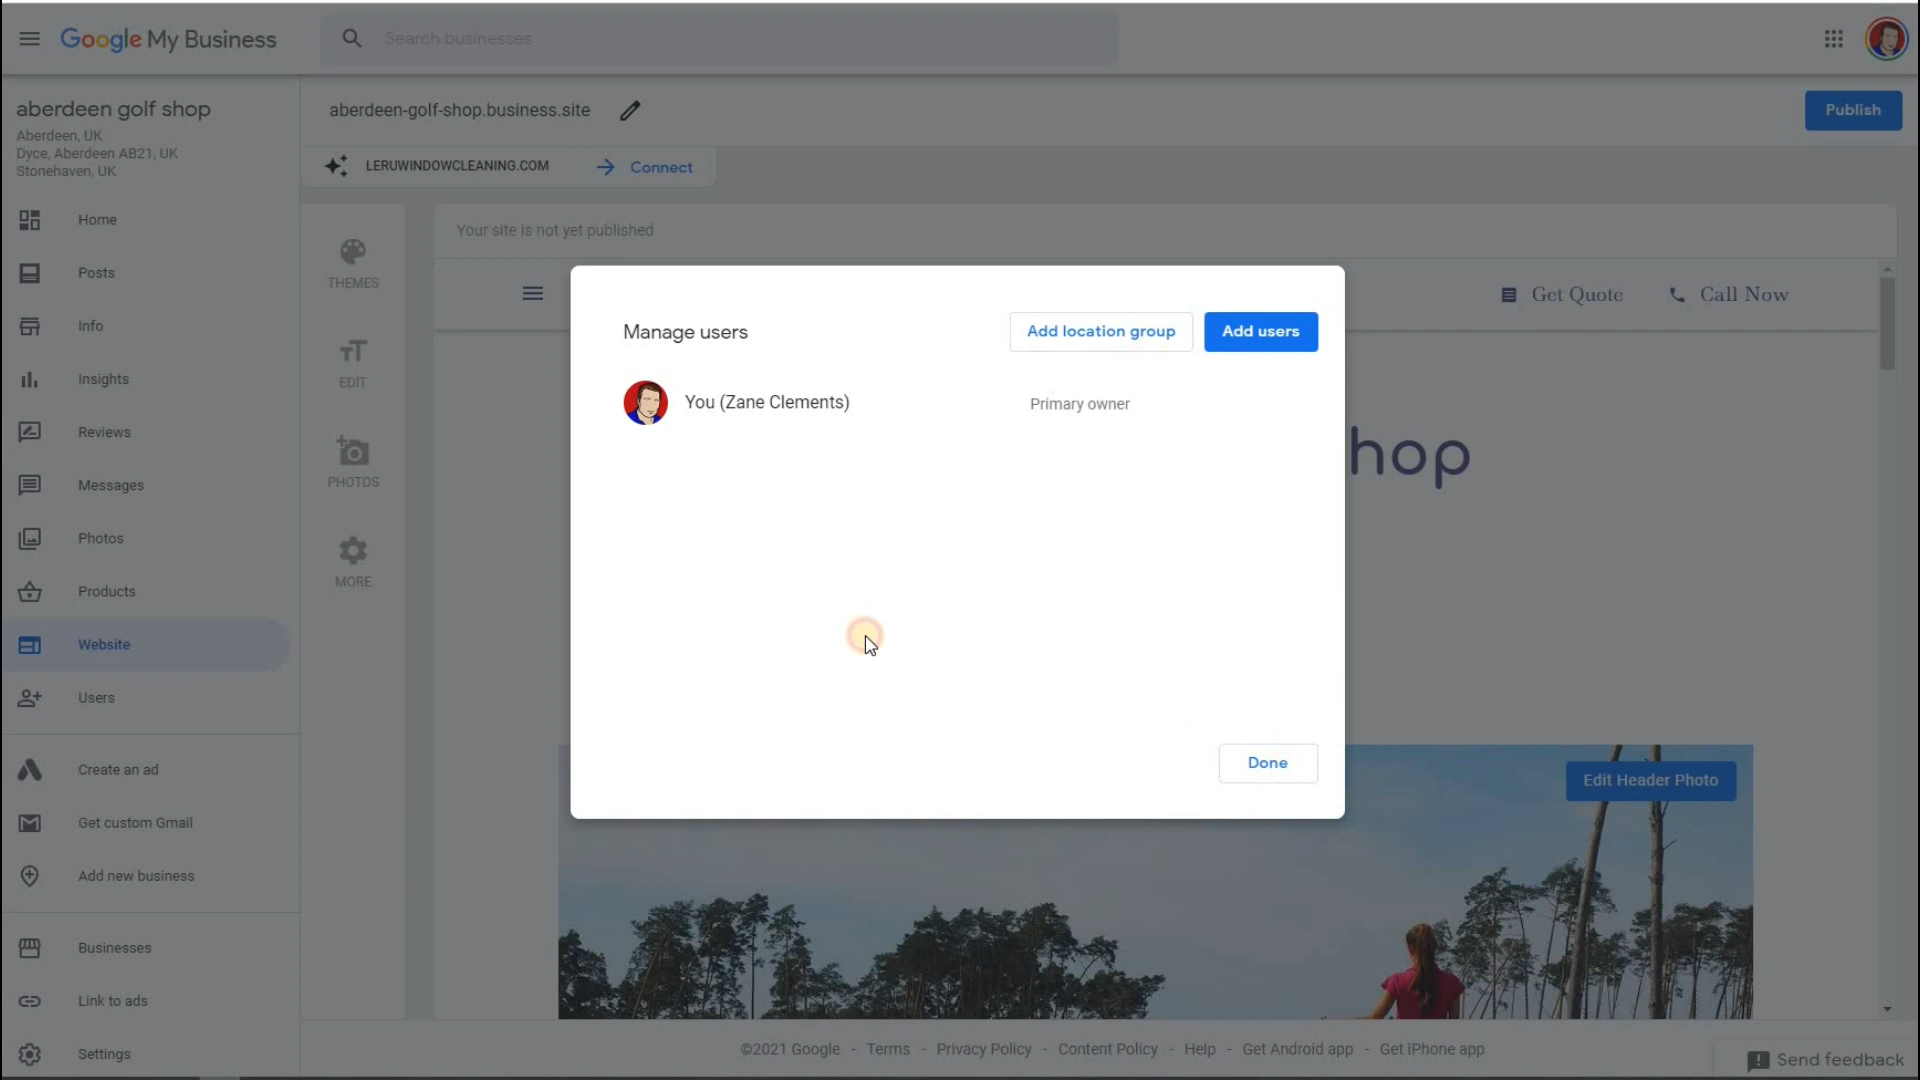 Google My Business
Search businesses
aberdeen golf shop
Aberdeen, UK
Dyce, Aberdeen AB21, UK
Stonehaven, UK
Home
Posts
Info
Insights
Reviews
Messages
Photos
Products
Website
Users
Create an ad
Get custom Gmail
Add new business
Businesses
Link to ads
Settings
aberdeen-golf-shop.business.site
Publish
LERUWINDOWCLEANING.COM
Connect
THEMES
EDIT
PHOTOS
MORE
Your site is not yet published
Get Quote
Call Now
hop
Manage users
Add location group
Add users
You (Zane Clements)
Primary owner
Done
Edit Header Photo
©2021 Google - Terms - Privacy Policy - Content Policy - Help - Get Android app - Get iPhone app
Send feedback